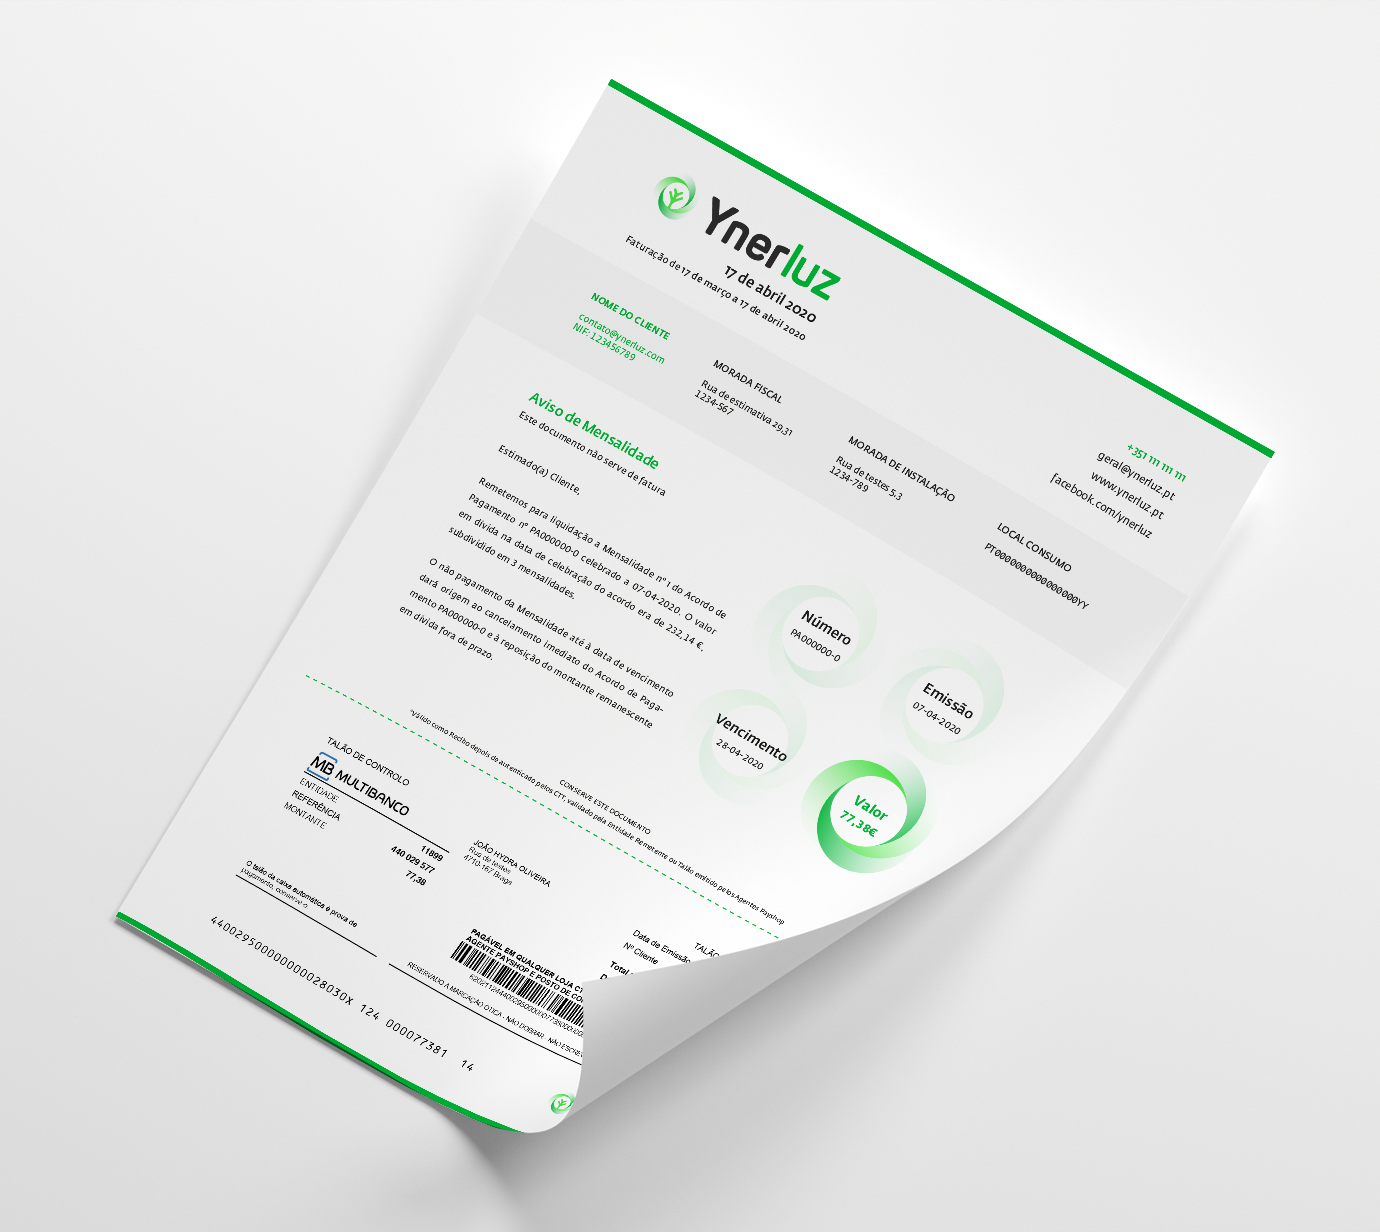 Ynerluz
17 de abril 2020
Faturação de 17 de março a 17 de abril 2020
+351 111 111 111
geral@ynerluz.pt
www.ynerluz.pt
facebook.com/ynerluz
NOME DO CLIENTE
contato@ynerluz.com
NIF: 123456789
MORADA FISCAL
Rua de estimativa 29,31
1234-567
MORADA DE INSTALAÇÃO
Rua de testes 5,3
1234-789
LOCAL CONSUMO
PT0000000000000000YY
Aviso de Mensalidade
Este documento não serve de fatura
Estimado(a) Cliente,
Remetemos para liquidação a Mensalidade nº 1 do Acordo de
Pagamento nº PA000000-0 celebrado a 07-04-2020. O valor
em dívida na data de celebração do acordo era de 232,14 €,
subdividido em 3 mensalidades.
O não pagamento da Mensalidade até à data de vencimento
dará origem ao cancelamento imediato do Acordo de Paga-
mento PA000000-0 e à reposição do montante remanescente
em dívida fora de prazo.
Número
PA000000-0
Emissão
07-04-2020
Vencimento
28-04-2020
Valor
77,38€
CONSERVE ESTE DOCUMENTO
*Válido como Recibo depois de autenticado pelos CTT, validado pela Entidade Remetente ou Talão emitido pelos Agentes Payshop
TALÃO DE CONTROLO
MB MULTIBANCO
ENTIDADE 11899
REFERÊNCIA 440 029 577
MONTANTE 77,38
O talão da caixa automática é prova de
pagamento, conserve-o
JOÃO HYDRA OLIVEIRA
Rua de testes
4710-167 Braga
TALÃO
Data de Emissão
Nº Cliente
Total
PAGÁVEL EM QUALQUER LOJA CT
AGENTE PAYSHOP E POSTO DE CO
RESERVADO A MARCAÇÃO ÓTICA - NÃO DOBRAR - NÃO ESCREV
44002950000000028030X 124 000077381 14